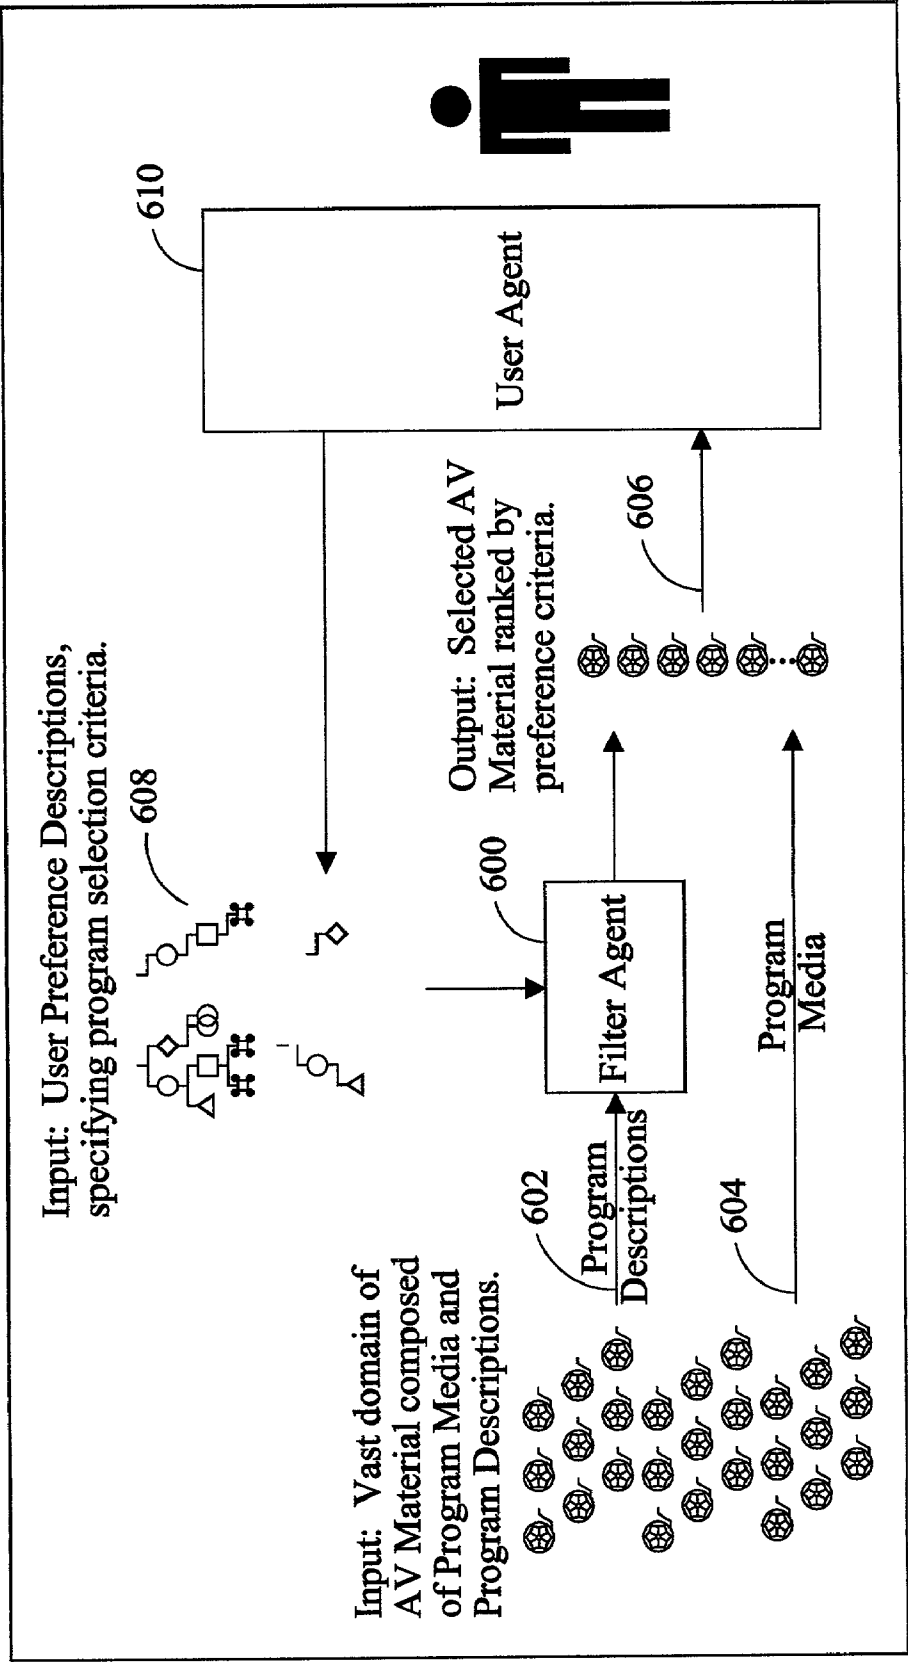 Input:  User Preference Descriptions,
specifying program selection criteria.
608
610
Input:  Vast domain of
AV Material composed
of Program Media and
Program Descriptions.
602
Program
Descriptions
600
Filter Agent
Output:  Selected AV
Material ranked by
preference criteria.
606
User Agent
604
Program
Media